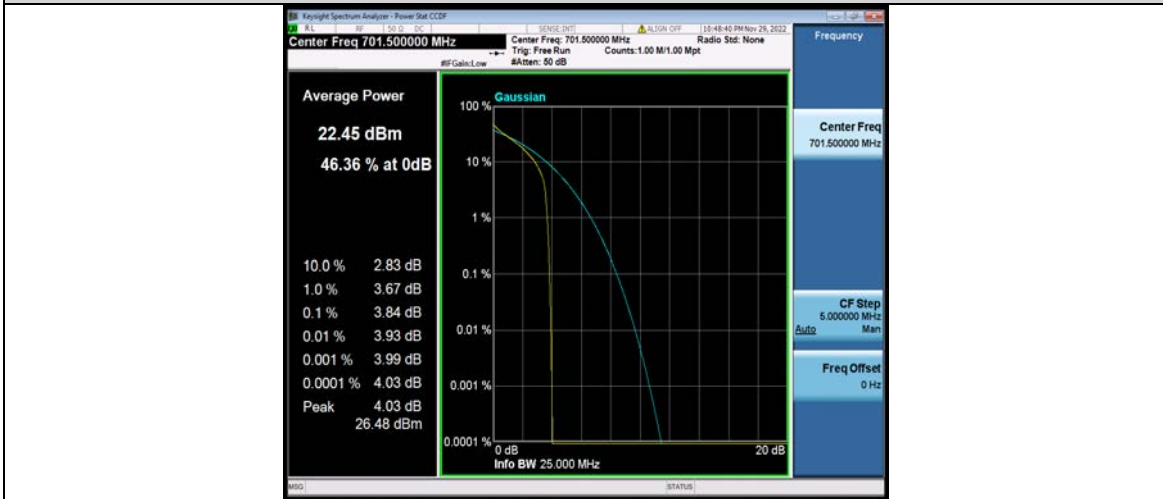 Keysight Spectrum Analyzer - Power Stat CCDF
RL RF 50 Ω DC SENSE:INT ALIGN OFF 10:48:40 PM Nov 29, 2022
Center Freq 701.500000 MHz
Center Freq: 701.500000 MHz Radio Std: None
Trig: Free Run Counts:1.00 M/1.00 Mpt
#IFGain:Low #Atten: 50 dB
Frequency
Average Power
22.45 dBm
46.36 % at 0dB
10.0 % 2.83 dB
1.0 % 3.67 dB
0.1 % 3.84 dB
0.01 % 3.93 dB
0.001 % 3.99 dB
0.0001 % 4.03 dB
Peak 4.03 dB
26.48 dBm
Gaussian
100 %
10 %
1 %
0.1 %
0.01 %
0.001 %
0.0001 %
0 dB 20 dB
Info BW 25.000 MHz
Center Freq
701.500000 MHz
CF Step
5.000000 MHz
Auto Man
Freq Offset
0 Hz
MSG STATUS